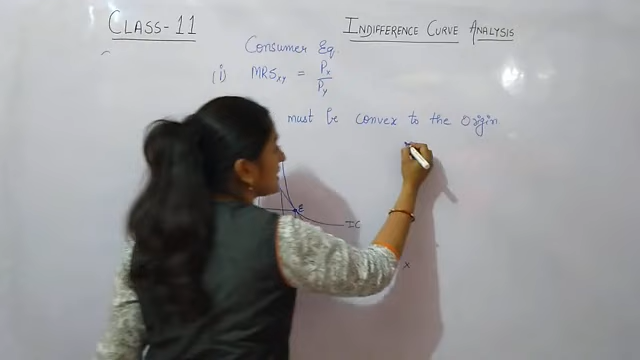 CLASS-11
INDIFFERENCE CURVE ANALYSIS
Consumer Eq.
(i) MRSxy = Px
Py
must be convex to the Origin
E
IC
x